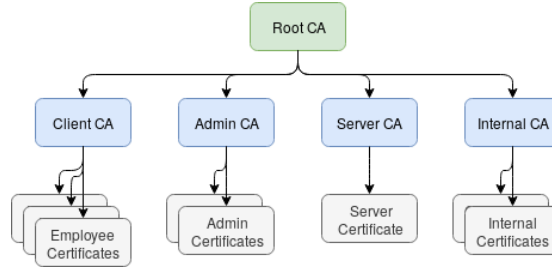 Root CA
Client CA
Admin CA
Server CA
Internal CA
Employee
Certificates
Admin
Certificates
Server
Certificate
Internal
Certificates